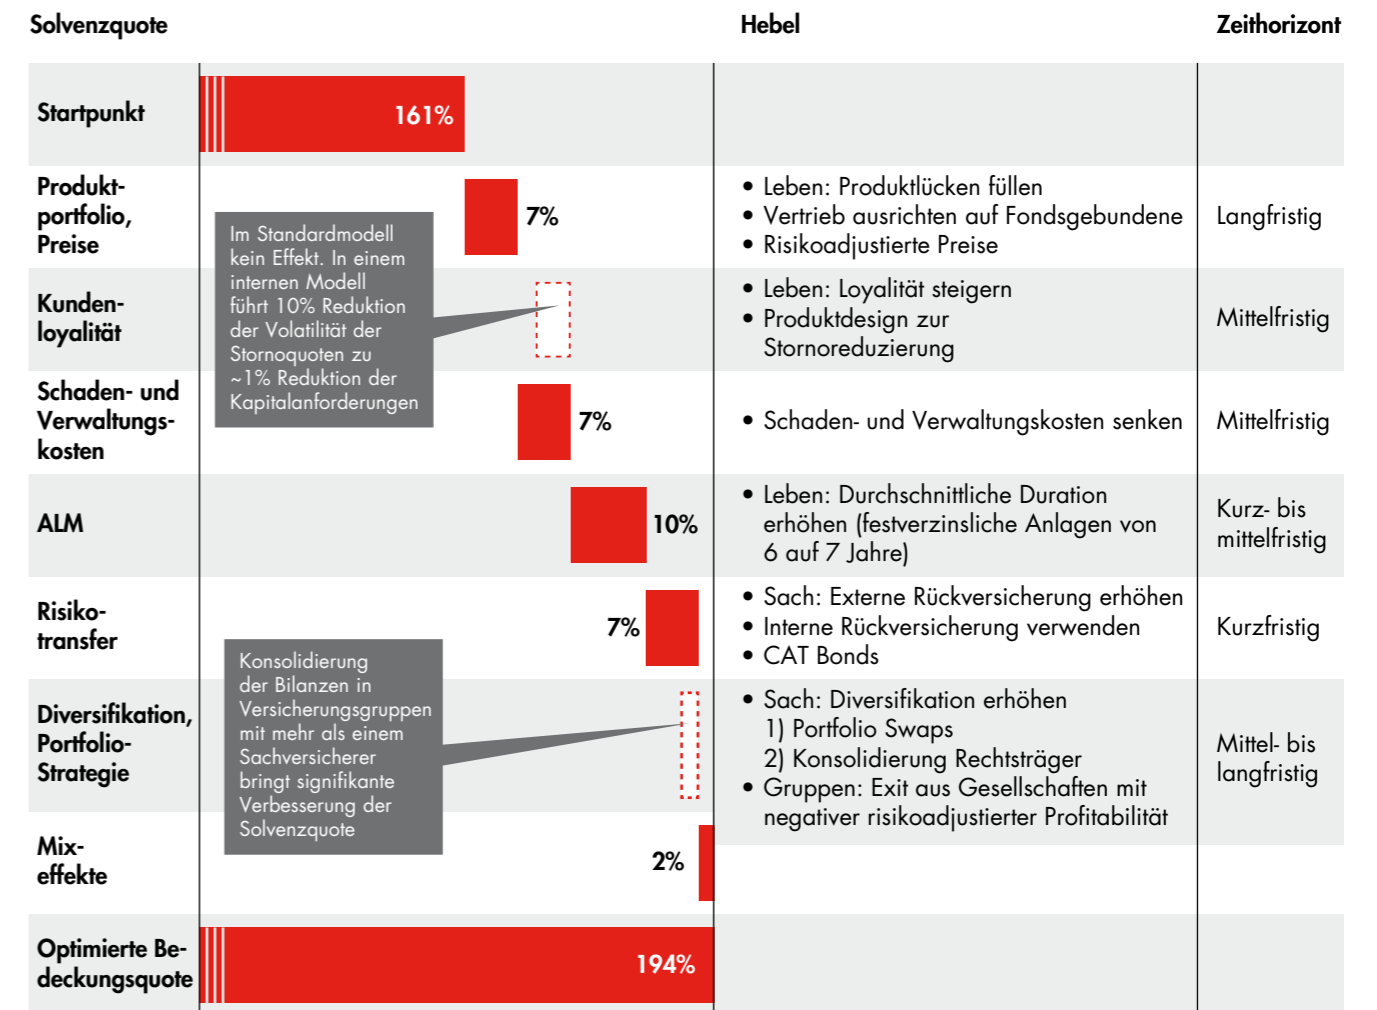 Solvenzquote
Hebel
Zeithorizont
Startpunkt
161%
Produkt-
portfolio,
Preise
7%
• Leben: Produktlücken füllen
• Vertrieb ausrichten auf Fondsgebundene
• Risikoadjustierte Preise
Langfristig
Im Standardmodell
kein Effekt. In einem
internen Modell
führt 10% Reduktion
der Volatilität der
Stornoquoten zu
~1% Reduktion der
Kapitalanforderungen
Kunden-
loyalität
• Leben: Loyalität steigern
• Produktdesign zur
Stornoreduzierung
Mittelfristig
Schaden- und
Verwaltungs-
kosten
7%
• Schaden- und Verwaltungskosten senken
Mittelfristig
ALM
10%
• Leben: Durchschnittliche Duration
erhöhen (festverzinsliche Anlagen von
6 auf 7 Jahre)
Kurz- bis
mittelfristig
Risiko-
transfer
7%
• Sach: Externe Rückversicherung erhöhen
• Interne Rückversicherung verwenden
• CAT Bonds
Kurzfristig
Konsolidierung
der Bilanzen in
Versicherungsgruppen
mit mehr als einem
Sachversicherer
bringt signifikante
Verbesserung der
Solvenzquote
Diversifikation,
Portfolio-
Strategie
• Sach: Diversifikation erhöhen
1) Portfolio Swaps
2) Konsolidierung Rechtsträger
• Gruppen: Exit aus Gesellschaften mit
negativer risikoadjustierter Profitabilität
Mittel- bis
langfristig
Mix-
effekte
2%
Optimierte Be-
deckungsquote
194%